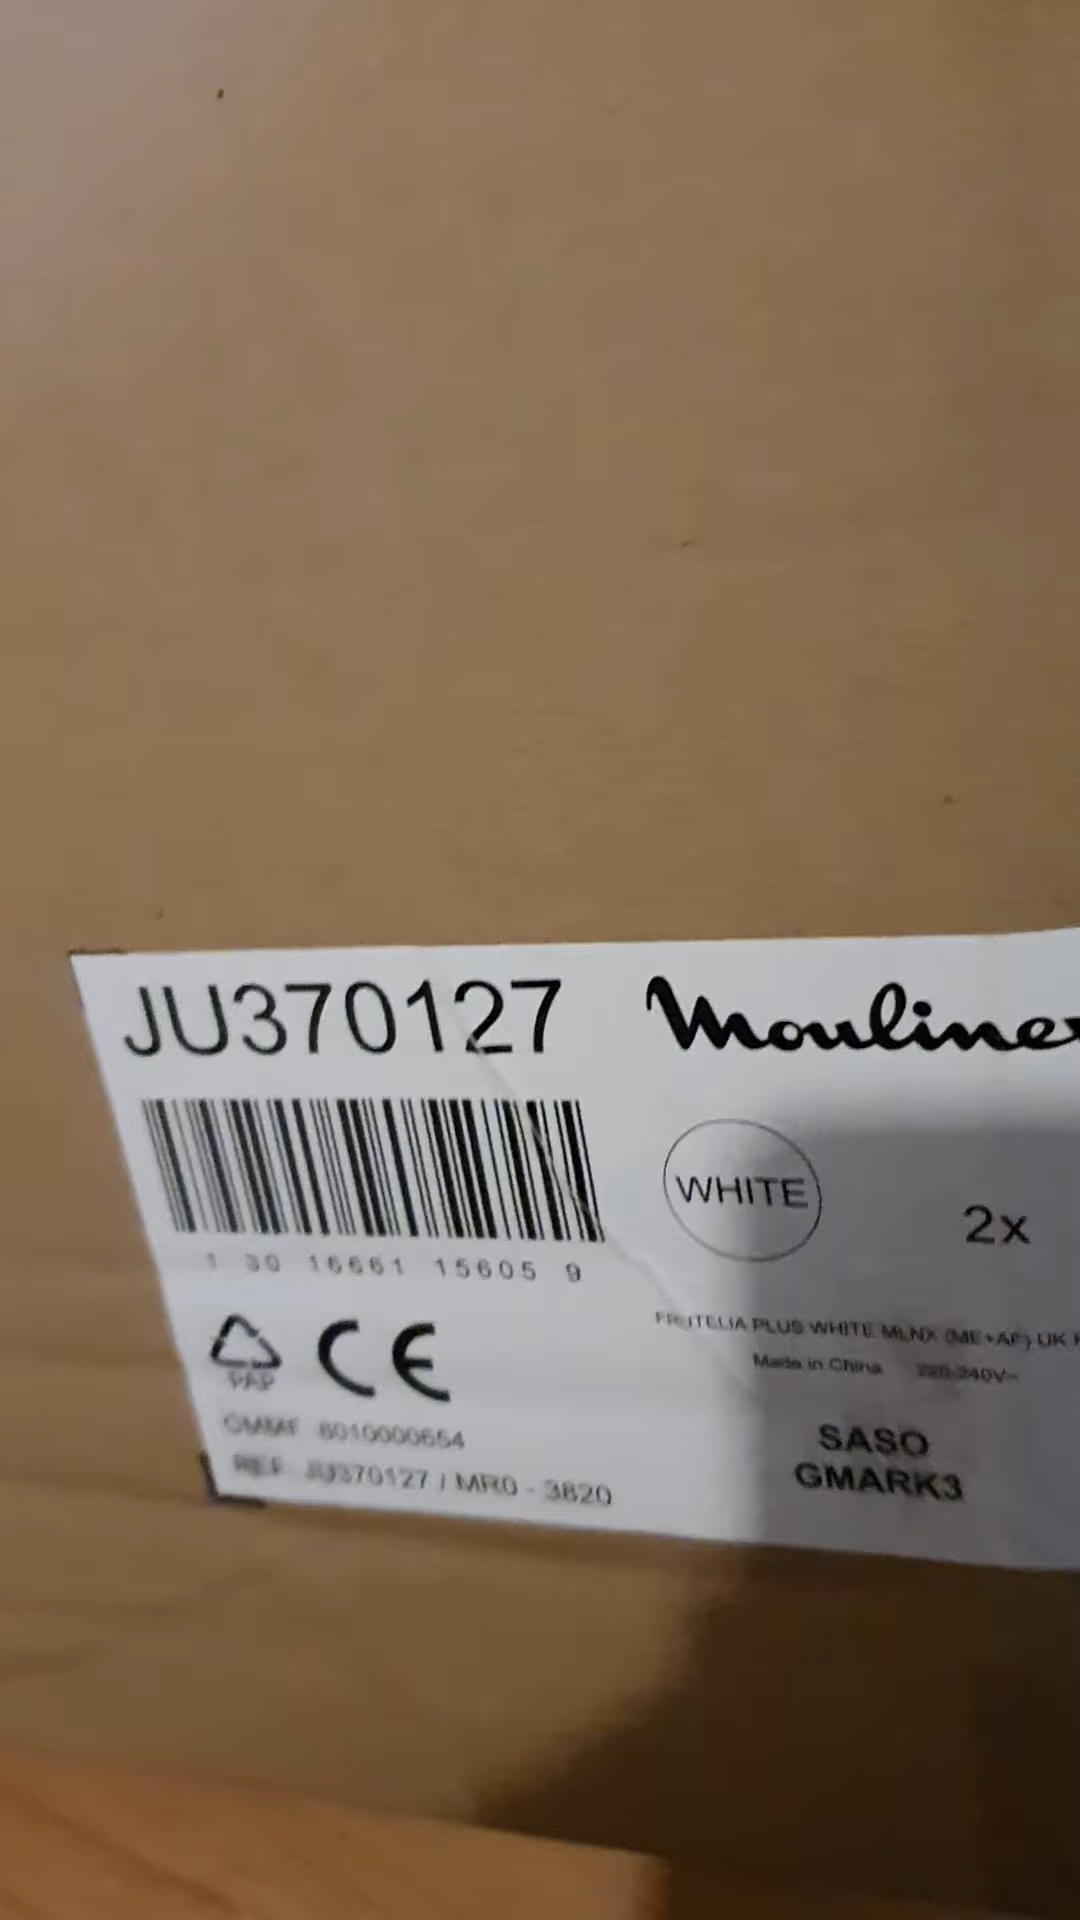 JU370127
Mouline
WHITE
2x
1 30 16661 15605 9
FRUTELIA PLUS WHITE MLNX (ME+AF) UK
Made in China 220-240V~
PAP
CE
CMMF 8010000654
SASO
GMARK3
REF JU370127 / MR0 - 3820